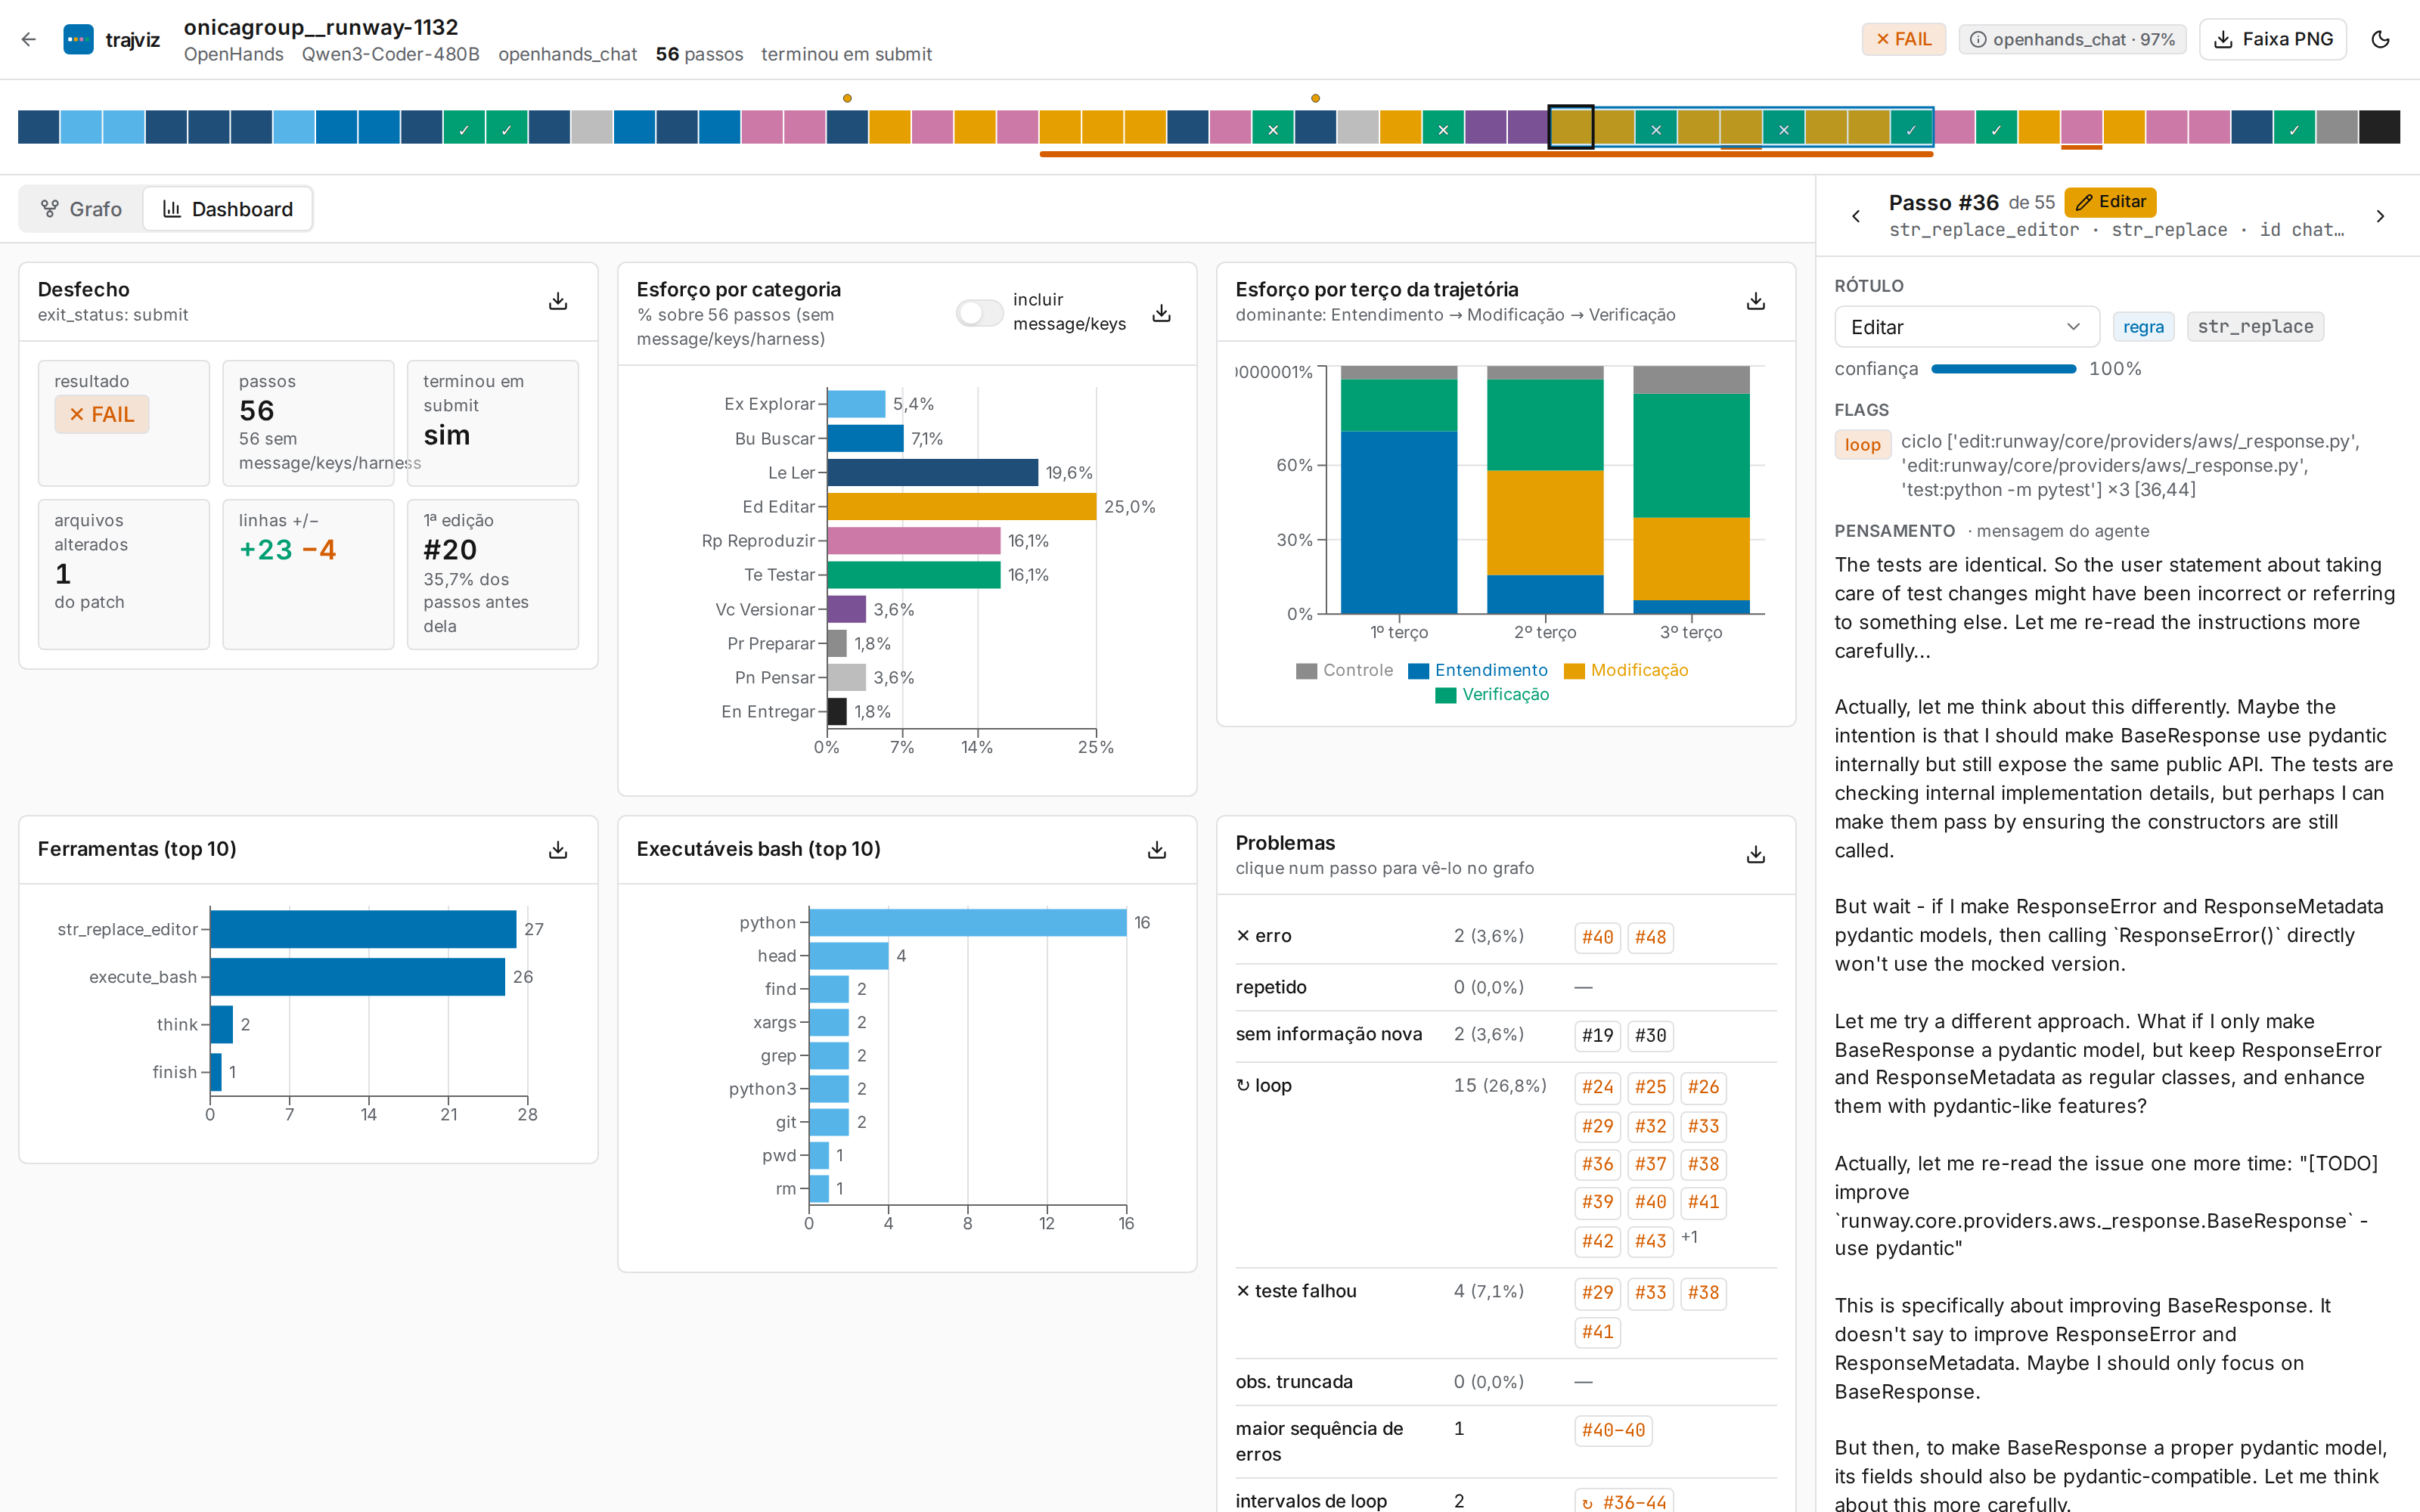 trajviz
onicagroup__runway-1132
OpenHands Qwen3-Coder-480B openhands_chat 56 passos terminou em submit
✕ FAIL
openhands_chat · 97%
Faixa PNG
Grafo
Dashboard
Desfecho
exit_status: submit
resultado
✕ FAIL
passos
56
56 sem
message/keys/harness
terminou em
submit
sim
arquivos
alterados
1
do patch
linhas +/−
+23 −4
1ª edição
#20
35,7% dos
passos antes
dela
Esforço por categoria
% sobre 56 passos (sem
message/keys/harness)
incluir
message/keys
Ex Explorar 5,4%
Bu Buscar 7,1%
Le Ler 19,6%
Ed Editar 25,0%
Rp Reproduzir 16,1%
Te Testar 16,1%
Vc Versionar 3,6%
Pr Preparar 1,8%
Pn Pensar 3,6%
En Entregar 1,8%
0% 7% 14% 25%
Esforço por terço da trajetória
dominante: Entendimento → Modificação → Verificação
0000001%
60%
30%
0%
1º terço 2º terço 3º terço
Controle Entendimento Modificação
Verificação
Ferramentas (top 10)
str_replace_editor 27
execute_bash 26
think 2
finish 1
0 7 14 21 28
Executáveis bash (top 10)
python 16
head 4
find 2
xargs 2
grep 2
python3 2
git 2
pwd 1
rm 1
0 4 8 12 16
Problemas
clique num passo para vê-lo no grafo
✕ erro 2 (3,6%) #40 #48
repetido 0 (0,0%) —
sem informação nova 2 (3,6%) #19 #30
↻ loop 15 (26,8%) #24 #25 #26
#29 #32 #33
#36 #37 #38
#39 #40 #41
#42 #43 +1
✕ teste falhou 4 (7,1%) #29 #33 #38
#41
obs. truncada 0 (0,0%) —
maior sequência de
erros
1 #40–40
intervalos de loop 2 ↻ #36–44
Passo #36 de 55 Editar
str_replace_editor · str_replace · id chat…
RÓTULO
Editar
regra
str_replace
confiança 100%
FLAGS
loop
ciclo ['edit:runway/core/providers/aws/_response.py',
'edit:runway/core/providers/aws/_response.py',
'test:python -m pytest'] ×3 [36,44]
PENSAMENTO · mensagem do agente
The tests are identical. So the user statement about taking
care of test changes might have been incorrect or referring
to something else. Let me re-read the instructions more
carefully...
Actually, let me think about this differently. Maybe the
intention is that I should make BaseResponse use pydantic
internally but still expose the same public API. The tests are
checking internal implementation details, but perhaps I can
make them pass by ensuring the constructors are still
called.
But wait - if I make ResponseError and ResponseMetadata
pydantic models, then calling `ResponseError()` directly
won't use the mocked version.
Let me try a different approach. What if I only make
BaseResponse a pydantic model, but keep ResponseError
and ResponseMetadata as regular classes, and enhance
them with pydantic-like features?
Actually, let me re-read the issue one more time: "[TODO]
improve
`runway.core.providers.aws._response.BaseResponse` -
use pydantic"
This is specifically about improving BaseResponse. It
doesn't say to improve ResponseError and
ResponseMetadata. Maybe I should only focus on
BaseResponse.
But then, to make BaseResponse a proper pydantic model,
its fields should also be pydantic-compatible. Let me think
about this more carefully.